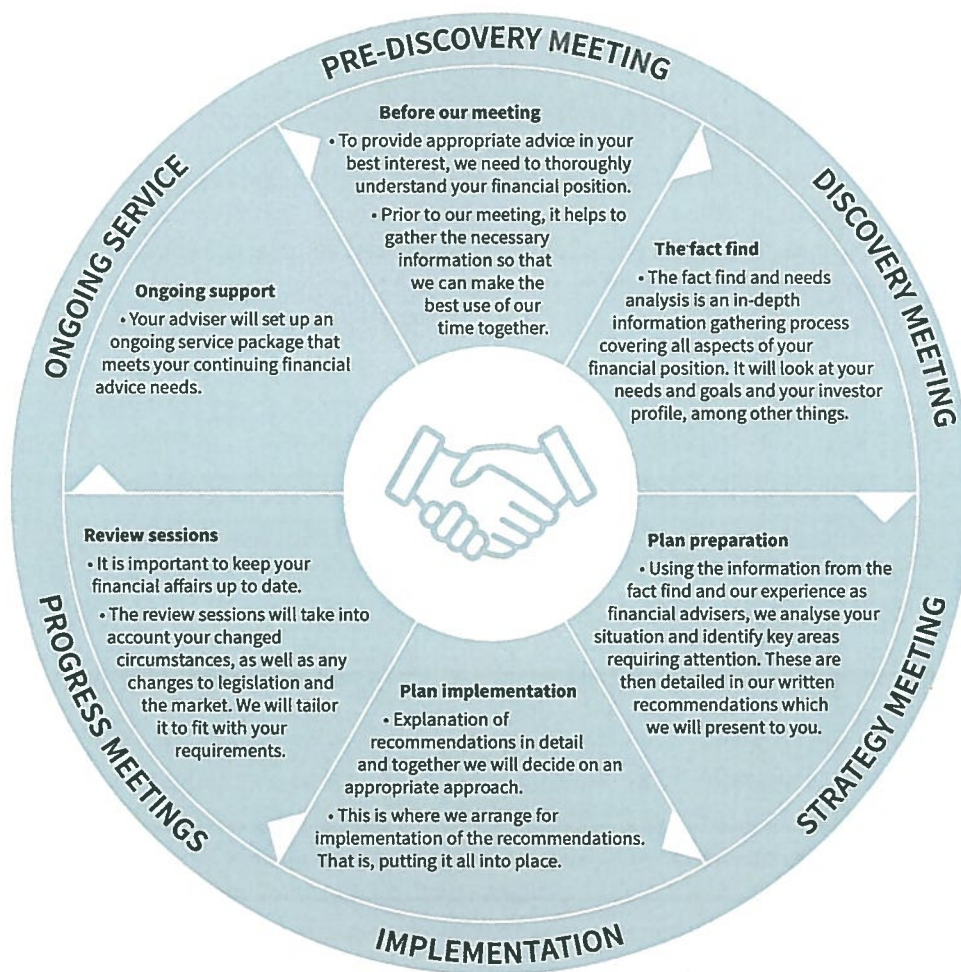 PRE-DISCOVERY MEETING
Before our meeting
• To provide appropriate advice in your
best interest, we need to thoroughly
understand your financial position.
• Prior to our meeting, it helps to
gather the necessary
information so that
we can make the
best use of our
time together.
DISCOVERY MEETING
The fact find
• The fact find and needs
analysis is an in-depth
information gathering process
covering all aspects of your
financial position. It will look at your
needs and goals and your investor
profile, among other things.
STRATEGY MEETING
Plan preparation
• Using the information from the
fact find and our experience as
financial advisers, we analyse your
situation and identify key areas
requiring attention. These are
then detailed in our written
recommendations which
we will present to you.
IMPLEMENTATION
Plan implementation
• Explanation of
recommendations in detail
and together we will decide on an
appropriate approach.
• This is where we arrange for
implementation of the recommendations.
That is, putting it all into place.
PROGRESS MEETINGS
Review sessions
• It is important to keep your
financial affairs up to date.
• The review sessions will take into
account your changed
circumstances, as well as any
changes to legislation and
the market. We will tailor
it to fit with your
requirements.
ONGOING SERVICE
Ongoing support
• Your adviser will set up an
ongoing service package that
meets your continuing financial
advice needs.